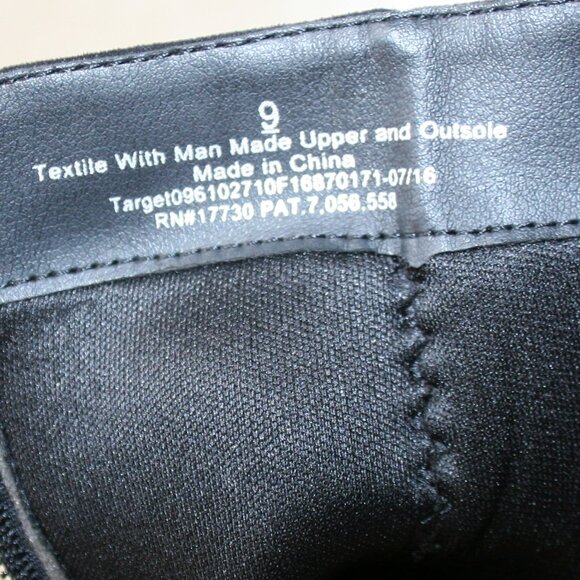 9
Textile With Man Made Upper and Outsole
Made in China
Target096102710F16870171-07/16
RN#17730 PAT.7,056,558